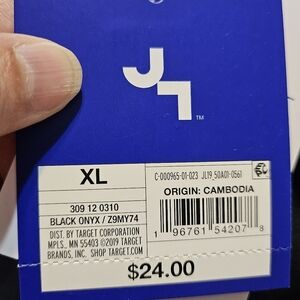 J7
TM
XL
309 12 0310
BLACK ONYX / Z9MY74
DIST. BY TARGET CORPORATION
MPLS, MN 55403 ©2019 TARGET
BRANDS, INC. SHOP TARGET.COM
C-000965-01-023 JL19_50A01-0561
ORIGIN: CAMBODIA
1 96761 54207 8
$24.00